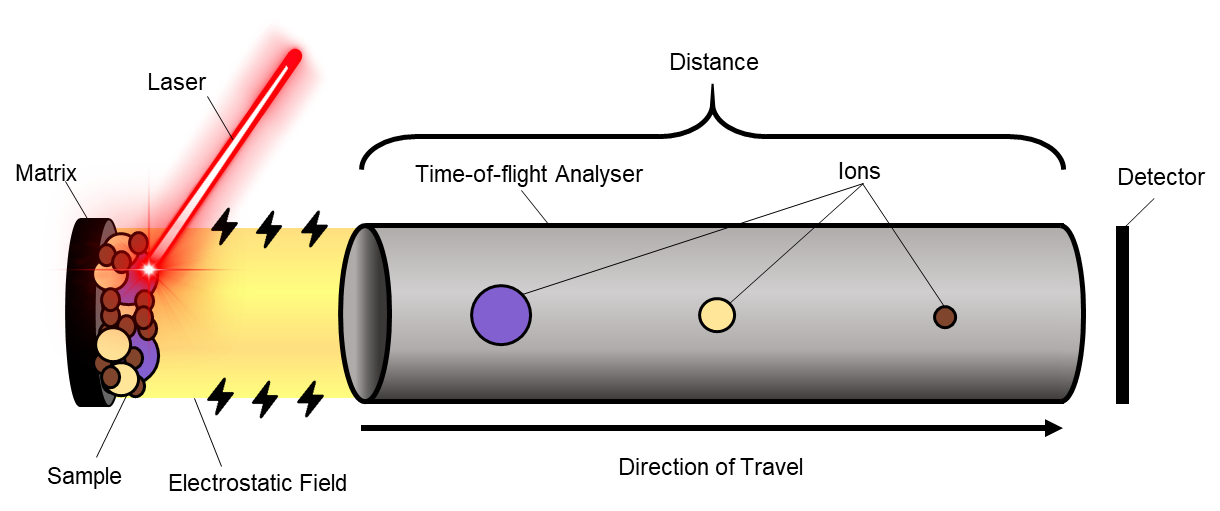 Distance
Laser
Matrix
Time-of-flight Analyser
Ions
Detector
Sample
Electrostatic Field
Direction of Travel